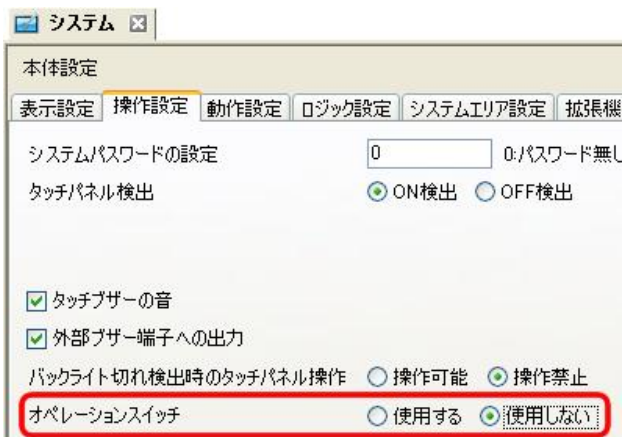 システム
本体設定
表示設定 操作設定 動作設定 ロジック設定 システムエリア設定 拡張機
システムパスワードの設定 0 0:パスワード無し
タッチパネル検出 ON検出 OFF検出
タッチブザーの音
外部ブザー端子への出力
バックライト切れ検出時のタッチパネル操作 操作可能 操作禁止
オペレーションスイッチ 使用する 使用しない